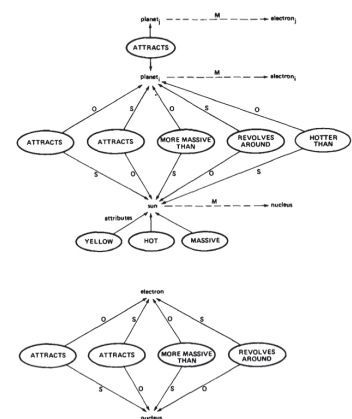 planet j M electron j
ATTRACTS
planet i M electron i
O S O S O
ATTRACTS ATTRACTS MORE MASSIVE THAN REVOLVES AROUND HOTTER THAN
S O S O S
sun M nucleus
attributes
YELLOW HOT MASSIVE
electron
O S O S
ATTRACTS ATTRACTS MORE MASSIVE THAN REVOLVES AROUND
S O S O
nucleus